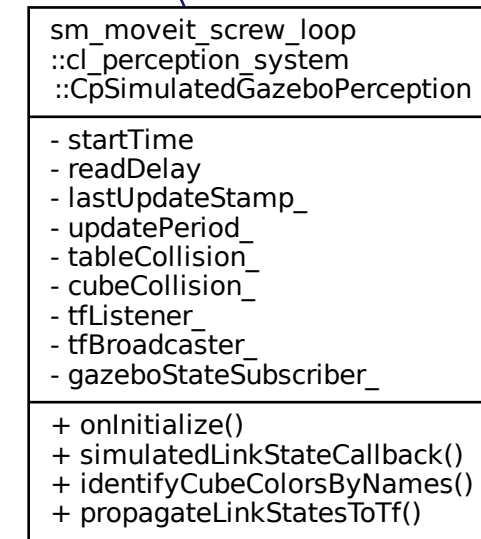 sm_moveit_screw_loop
::cl_perception_system
::CpSimulatedGazeboPerception
- startTime
- readDelay
- lastUpdateStamp_
- updatePeriod_
- tableCollision_
- cubeCollision_
- tfListener_
- tfBroadcaster_
- gazeboStateSubscriber_
+ onInitialize()
+ simulatedLinkStateCallback()
+ identifyCubeColorsByNames()
+ propagateLinkStatesToTf()